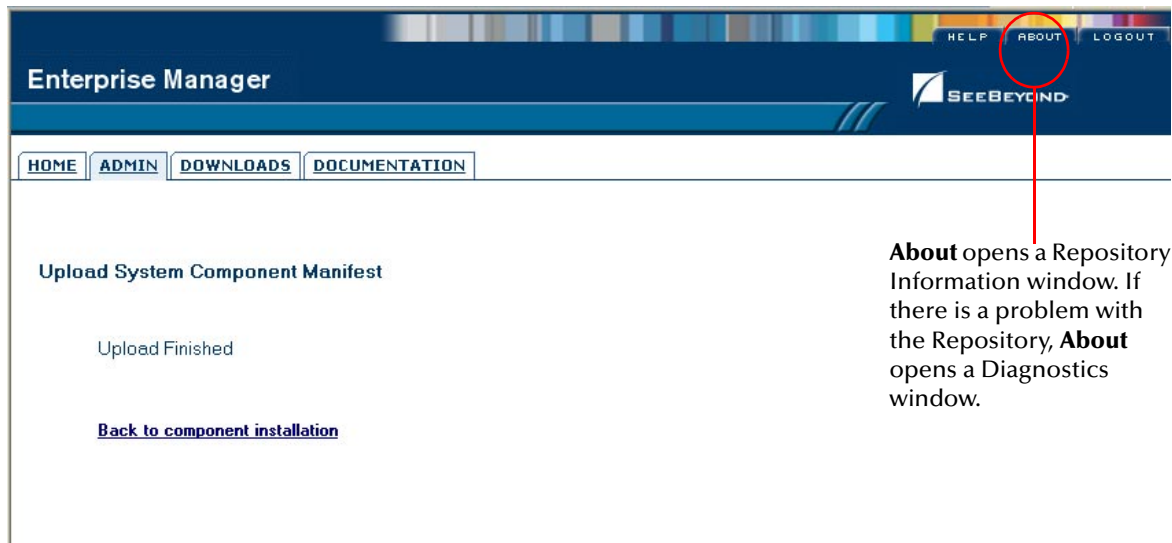 HELP ABOUT LOGOUT
Enterprise Manager
SEEBEYOND
HOME ADMIN DOWNLOADS DOCUMENTATION
About opens a Repository
Information window. If
there is a problem with
the Repository, About
opens a Diagnostics
window.
Upload System Component Manifest
Upload Finished
Back to component installation